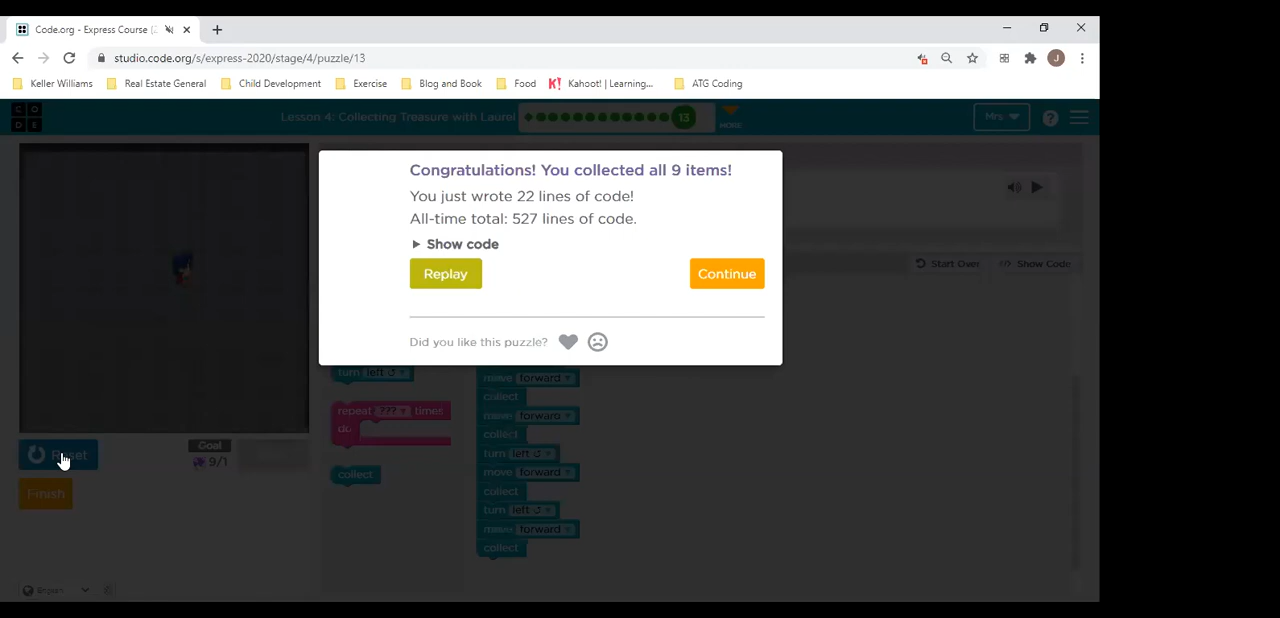 Code.org - Express Course (2
studio.code.org/s/express-2020/stage/4/puzzle/13
J
Keller Williams Real Estate General Child Development Exercise Blog and Book Food K! Kahoot! | Learning... ATG Coding
C O
D E
Lesson 4: Collecting Treasure with Laurel
13
MORE
Mrs
?
Congratulations! You collected all 9 items!
You just wrote 22 lines of code!
All-time total: 527 lines of code.
Show code
Replay
Continue
Did you like this puzzle?
Start Over
Show Code
turn left
repeat ??? times
do
collect
move forward
collect
move forward
collect
turn left
move forward
collect
turn left
move forward
collect
Reset
Goal
9/1
Finish
English